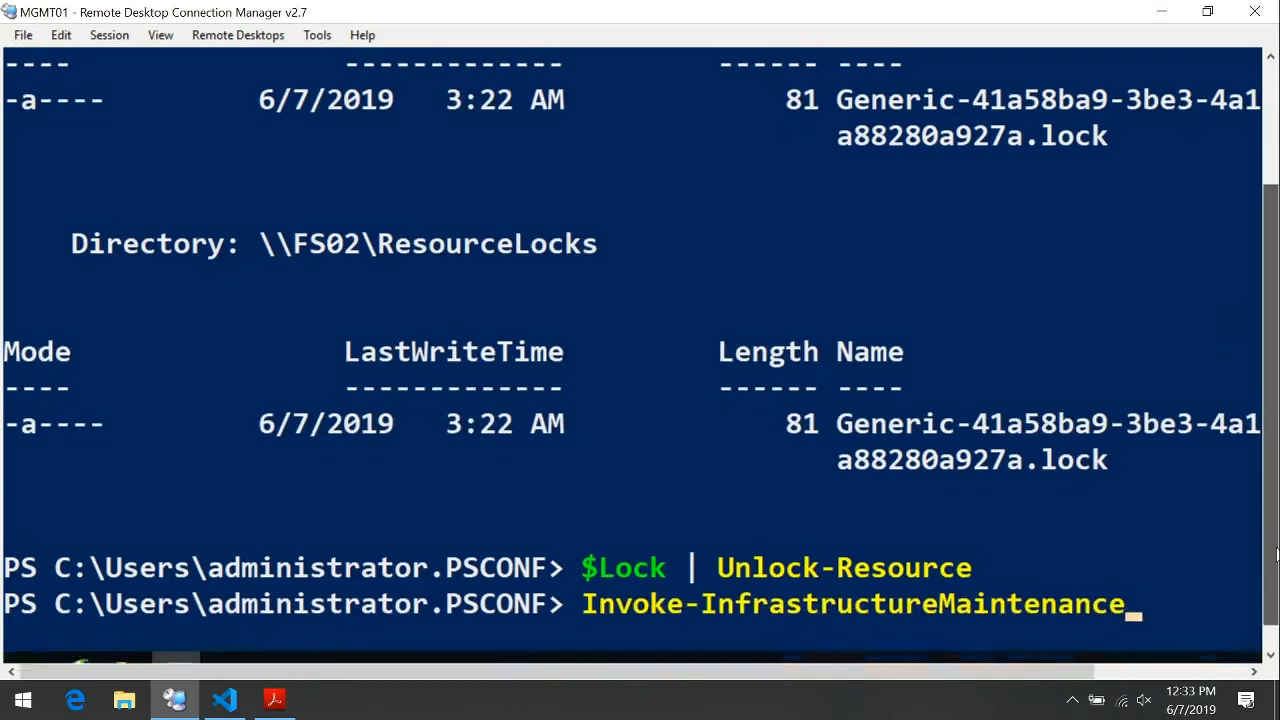 MGMT01 - Remote Desktop Connection Manager v2.7
File Edit Session View Remote Desktops Tools Help
---- ------------- ------ ----
-a---- 6/7/2019 3:22 AM 81 Generic-41a58ba9-3be3-4a1
a88280a927a.lock
Directory: \\FS02\ResourceLocks
Mode LastWriteTime Length Name
---- ------------- ------ ----
-a---- 6/7/2019 3:22 AM 81 Generic-41a58ba9-3be3-4a1
a88280a927a.lock
PS C:\Users\administrator.PSCONF> $Lock | Unlock-Resource
PS C:\Users\administrator.PSCONF> Invoke-InfrastructureMaintenance_
12:33 PM
6/7/2019